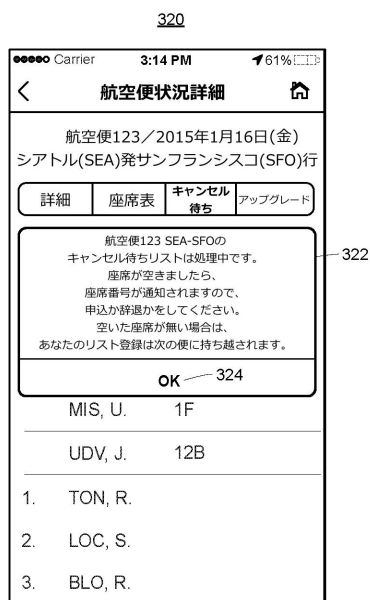 320
Carrier 3:14 PM 61%
航空便状況詳細
航空便123／2015年1月16日(金)
シアトル(SEA)発サンフランシスコ(SFO)行
詳細 座席表 キャンセル待ち アップグレード
航空便123 SEA-SFOの
キャンセル待ちリストは処理中です。
座席が空きましたら、
座席番号が通知されますので、
申込か辞退かをしてください。
空いた座席が無い場合は、
あなたのリスト登録は次の便に持ち越されます。
322
OK 324
MIS, U. 1F
UDV, J. 12B
1. TON, R.
2. LOC, S.
3. BLO, R.